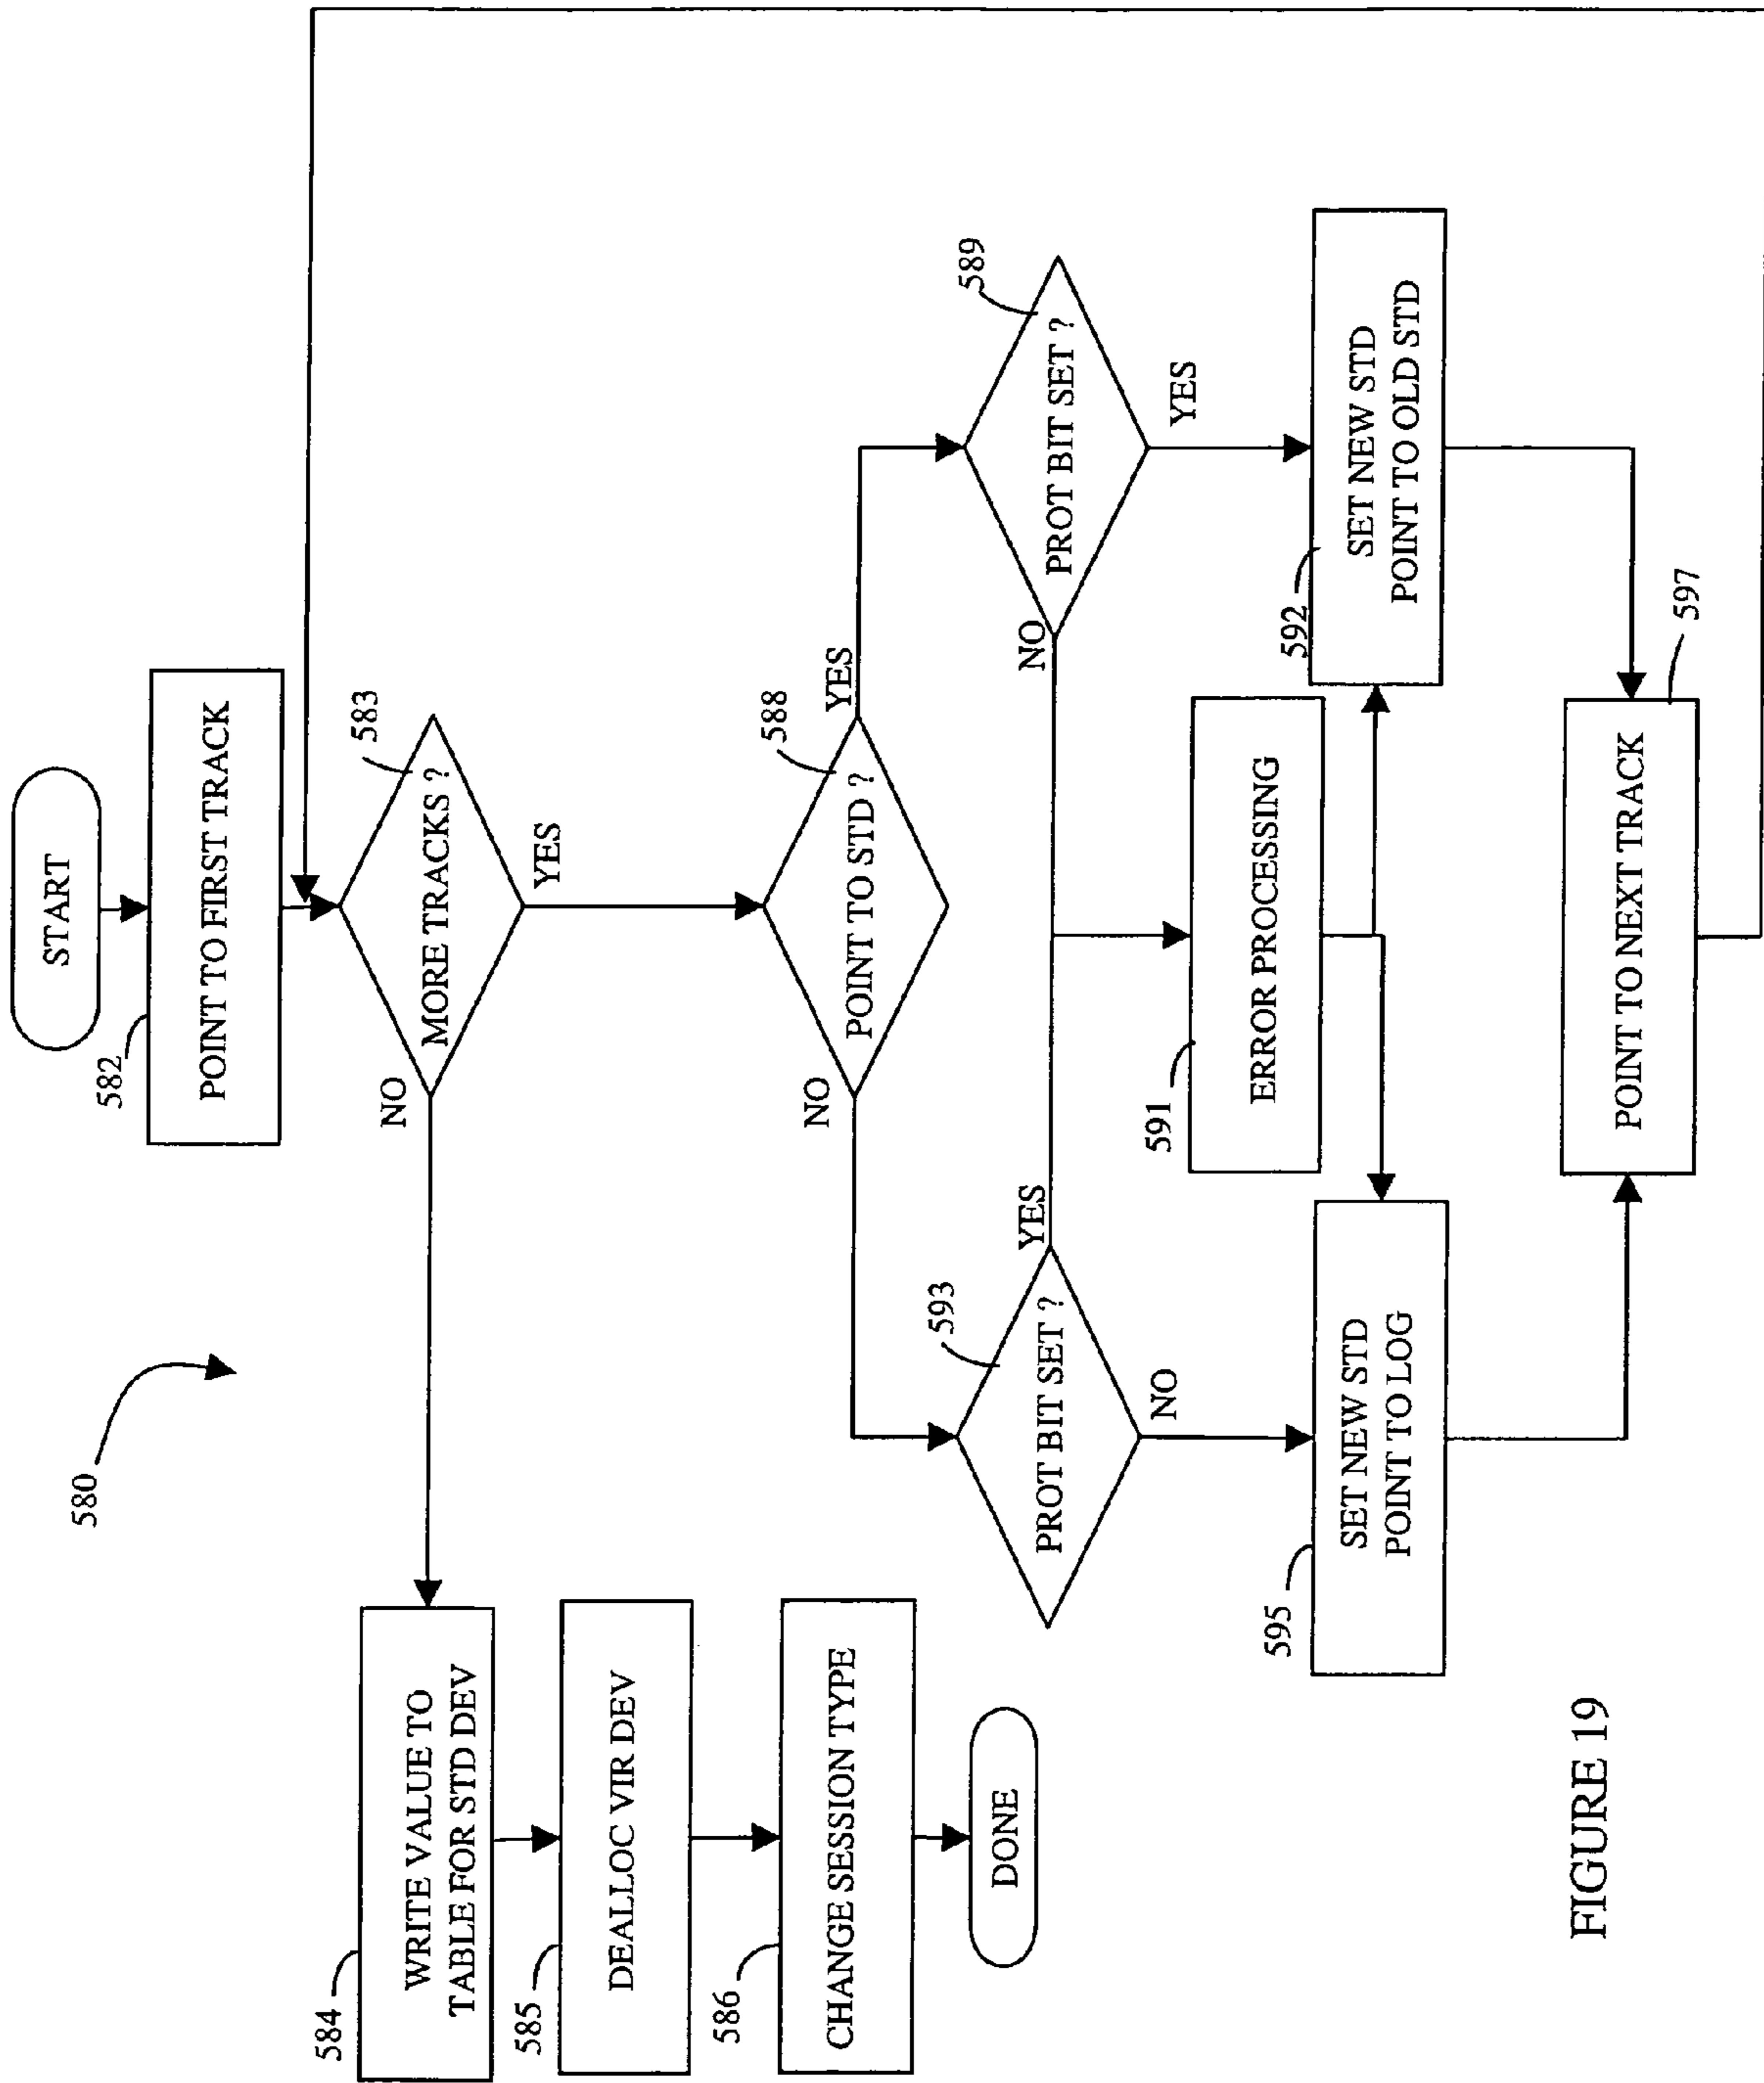 START
582
POINT TO FIRST TRACK
580
583
MORE TRACKS ?
NO
YES
584
WRITE VALUE TO
TABLE FOR STD DEV
585
DEALLOC VIR DEV
586
CHANGE SESSION TYPE
DONE
588
POINT TO STD ?
NO
YES
593
PROT BIT SET ?
YES
NO
589
PROT BIT SET ?
NO
YES
591
ERROR PROCESSING
595
SET NEW STD
POINT TO LOG
592
SET NEW STD
POINT TO OLD STD
597
POINT TO NEXT TRACK
FIGURE 19